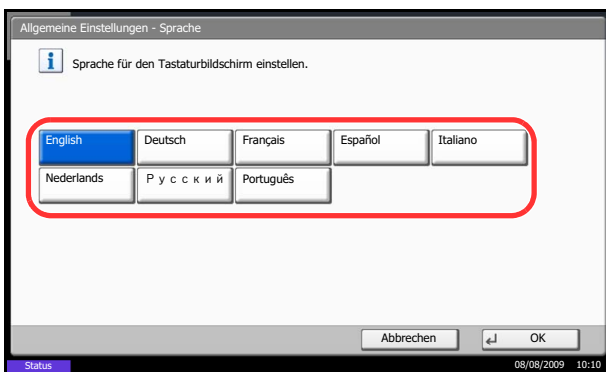 Allgemeine Einstellungen - Sprache
Sprache für den Tastaturbildschirm einstellen.
English Deutsch Français Español Italiano
Nederlands Русский Português
Abbrechen OK
Status 08/08/2009 10:10